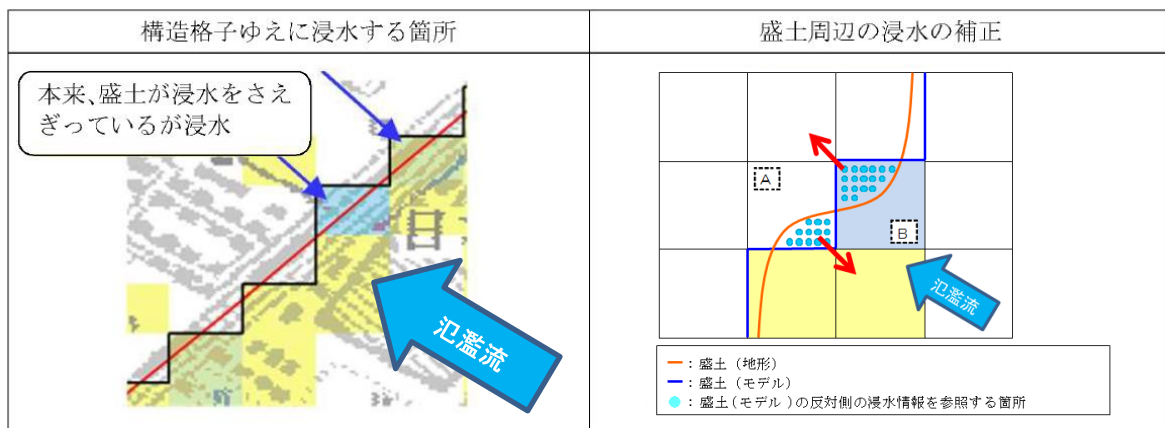 構造格子ゆえに浸水する箇所
盛土周辺の浸水の補正
本来、盛土が浸水をさえ
ぎっているが浸水
氾濫流
A
B
氾濫流
：盛土（地形）
：盛土（モデル）
：盛土(モデル)の反対側の浸水情報を参照する箇所